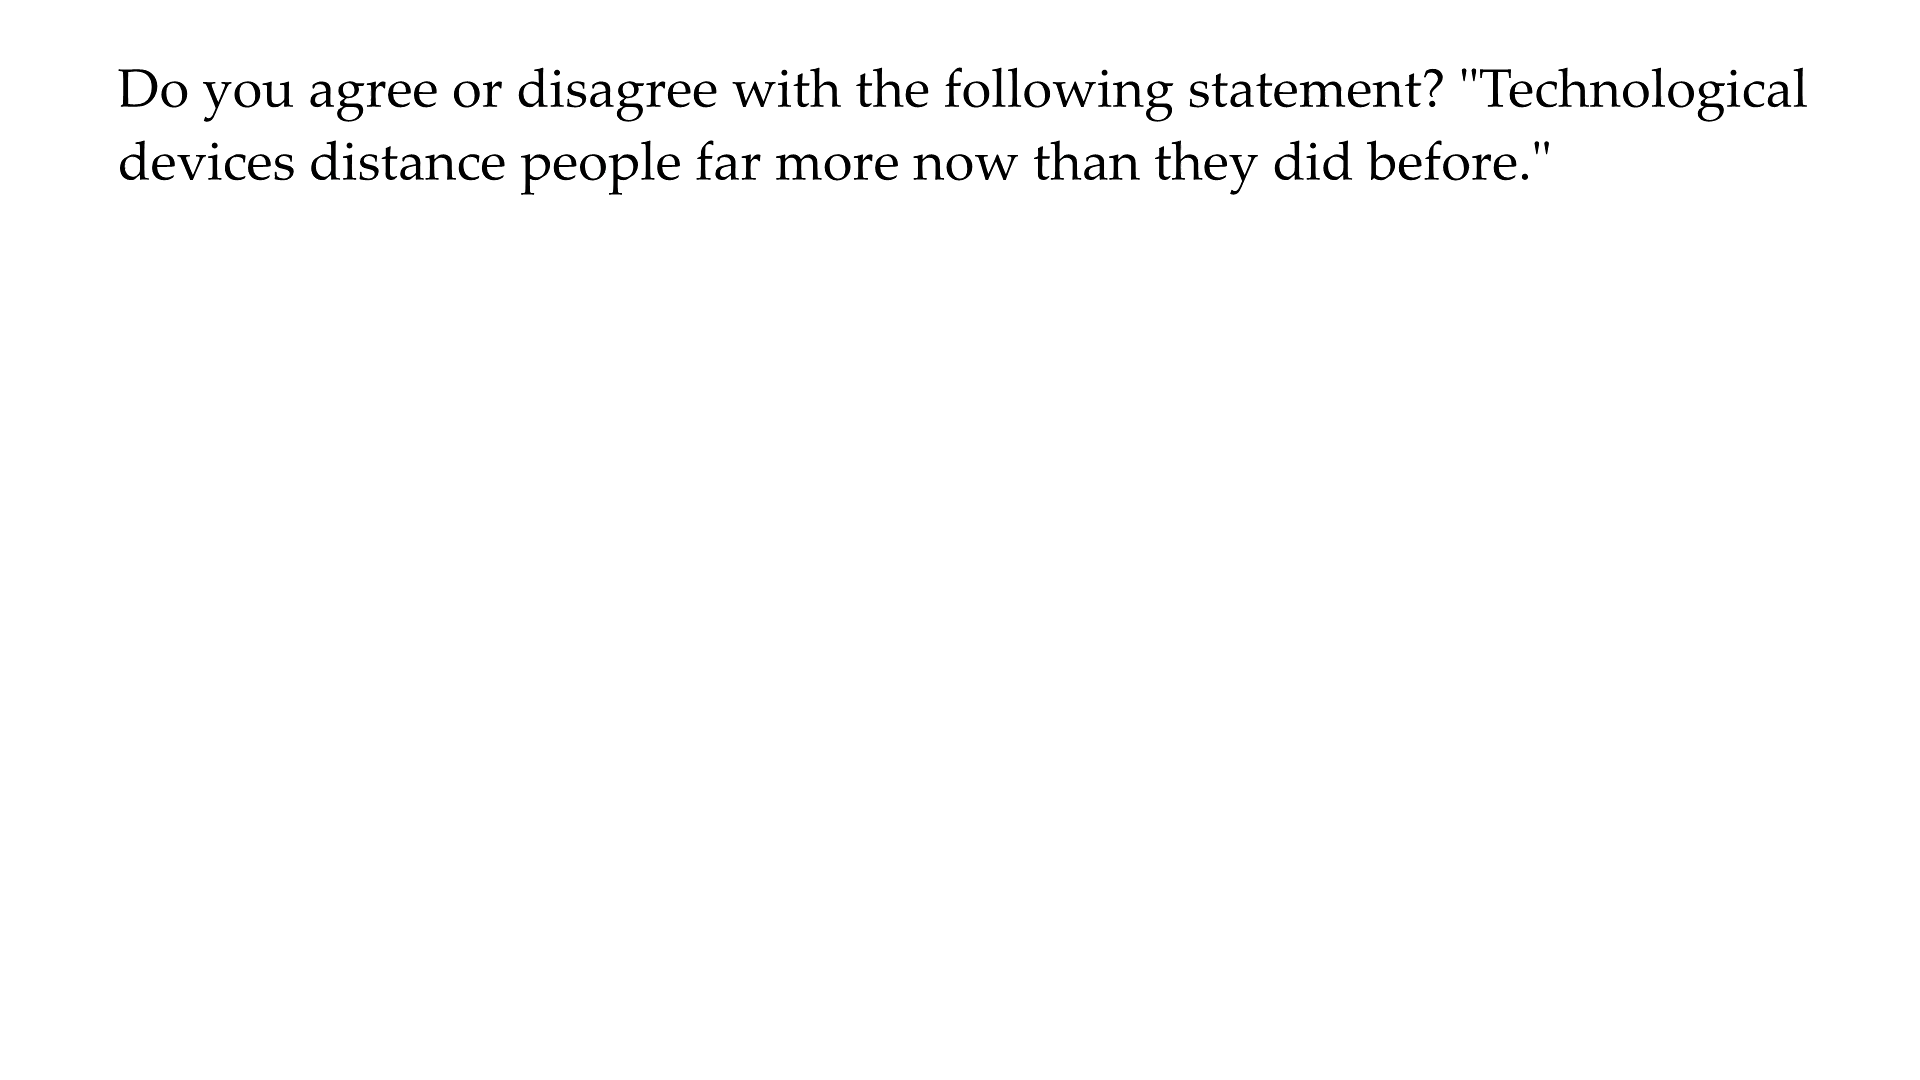 Do you agree or disagree with the following statement? "Technological
devices distance people far more now than they did before."